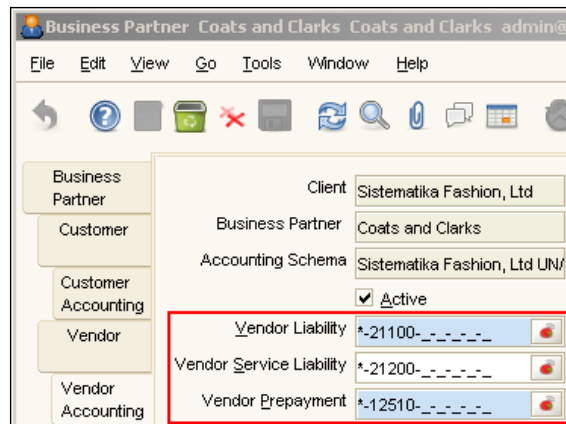 Business Partner Coats and Clarks Coats and Clarks admin@
File Edit View Go Tools Window Help
Business
Partner
Customer
Customer
Accounting
Vendor
Vendor
Accounting
Client Sistematika Fashion, Ltd
Business Partner Coats and Clarks
Accounting Schema Sistematika Fashion, Ltd UN/
Active
Vendor Liability *-21100-_-_-_-_-_
Vendor Service Liability *-21200-_-_-_-_-_
Vendor Prepayment *-12510-_-_-_-_-_